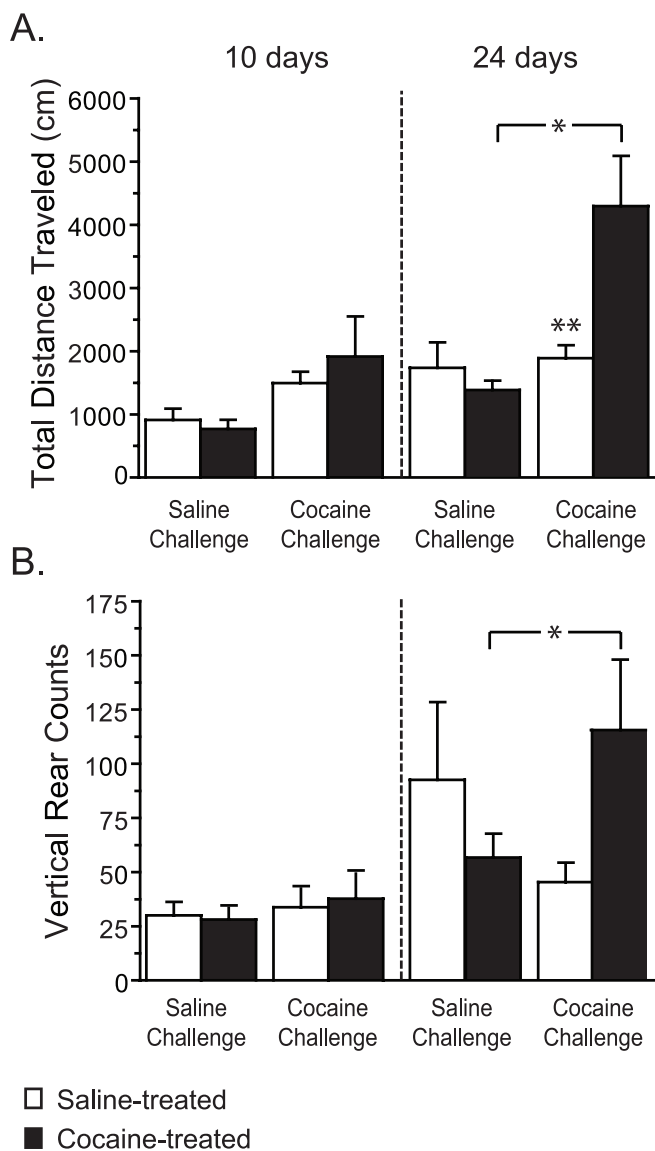 A.
10 days 24 days
Total Distance Traveled (cm)
6000
5000
4000
3000
2000
1000
0
*
**
Saline Challenge
Cocaine Challenge
Saline Challenge
Cocaine Challenge
B.
Vertical Rear Counts
175
150
125
100
75
50
25
0
*
Saline Challenge
Cocaine Challenge
Saline Challenge
Cocaine Challenge
Saline-treated
Cocaine-treated